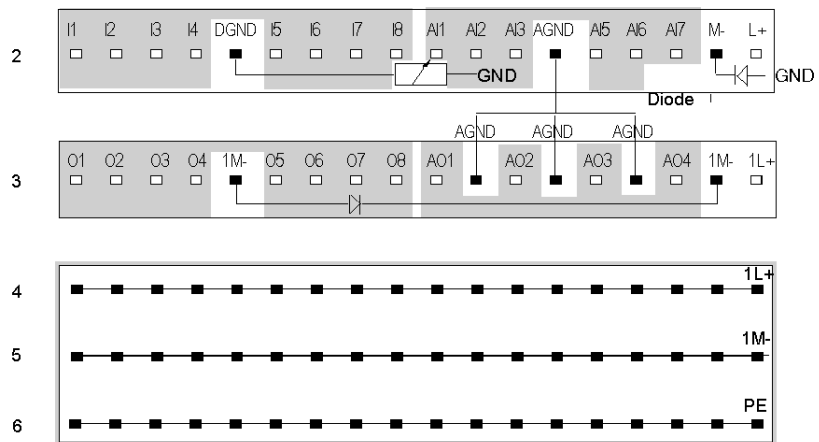 I1 I2 I3 I4 DGND I5 I6 I7 I8 AI1 AI2 AI3 AGND AI5 AI6 AI7 M- L+
2
GND GND
Diode
AGND AGND AGND
O1 O2 O3 O4 1M- O5 O6 O7 O8 AO1 AO2 AO3 AO4 1M- 1L+
3
1L+
4
1M-
5
PE
6